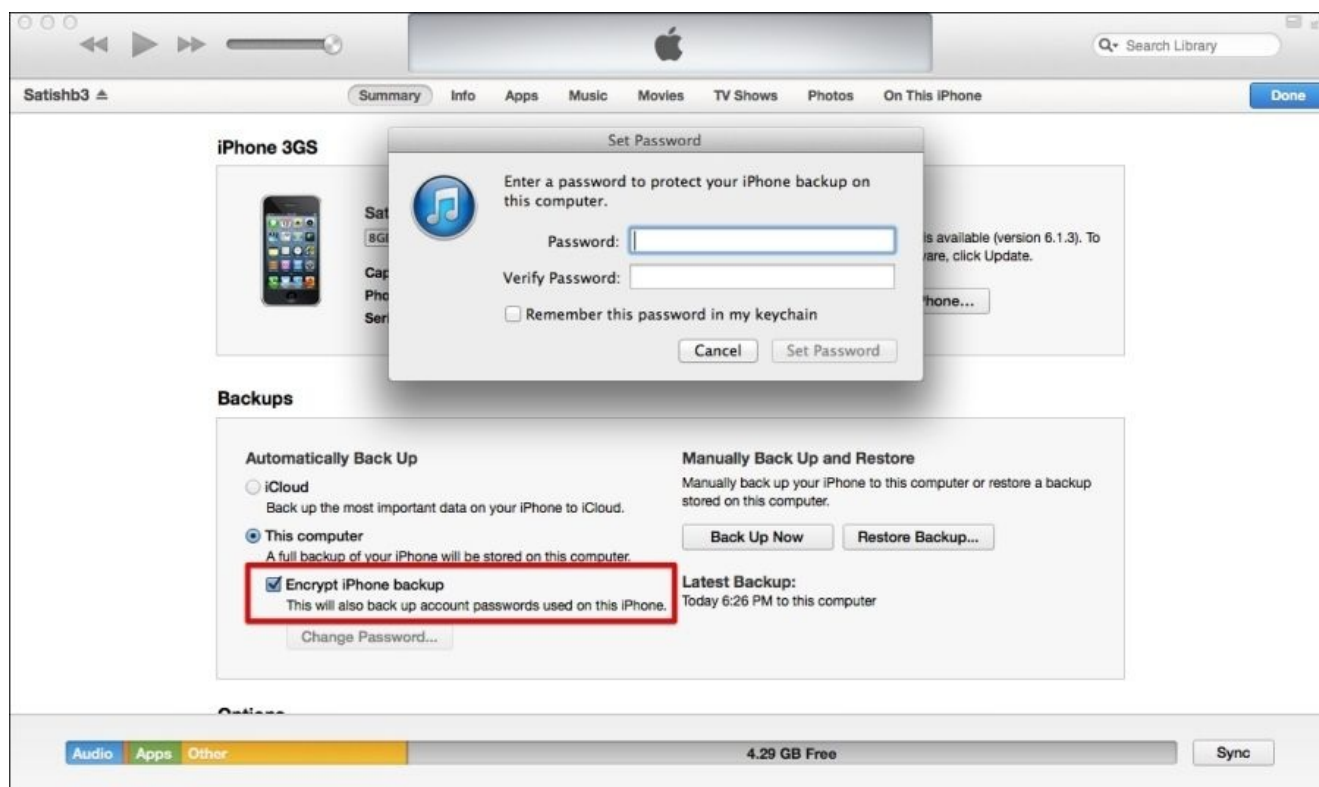 Search Library
Satishb3
Summary Info Apps Music Movies TV Shows Photos On This iPhone
Done
iPhone 3GS
Set Password
Enter a password to protect your iPhone backup on
this computer.
Password:
Verify Password:
Remember this password in my keychain
Cancel Set Password
is available (version 6.1.3). To
click Update.
Backups
Automatically Back Up
iCloud
Back up the most important data on your iPhone to iCloud.
This computer
A full backup of your iPhone will be stored on this computer.
Encrypt iPhone backup
This will also back up account passwords used on this iPhone.
Change Password...
Manually Back Up and Restore
Manually back up your iPhone to this computer or restore a backup
stored on this computer.
Back Up Now Restore Backup...
Latest Backup:
Today 6:26 PM to this computer
Audio Apps Other 4.29 GB Free Sync